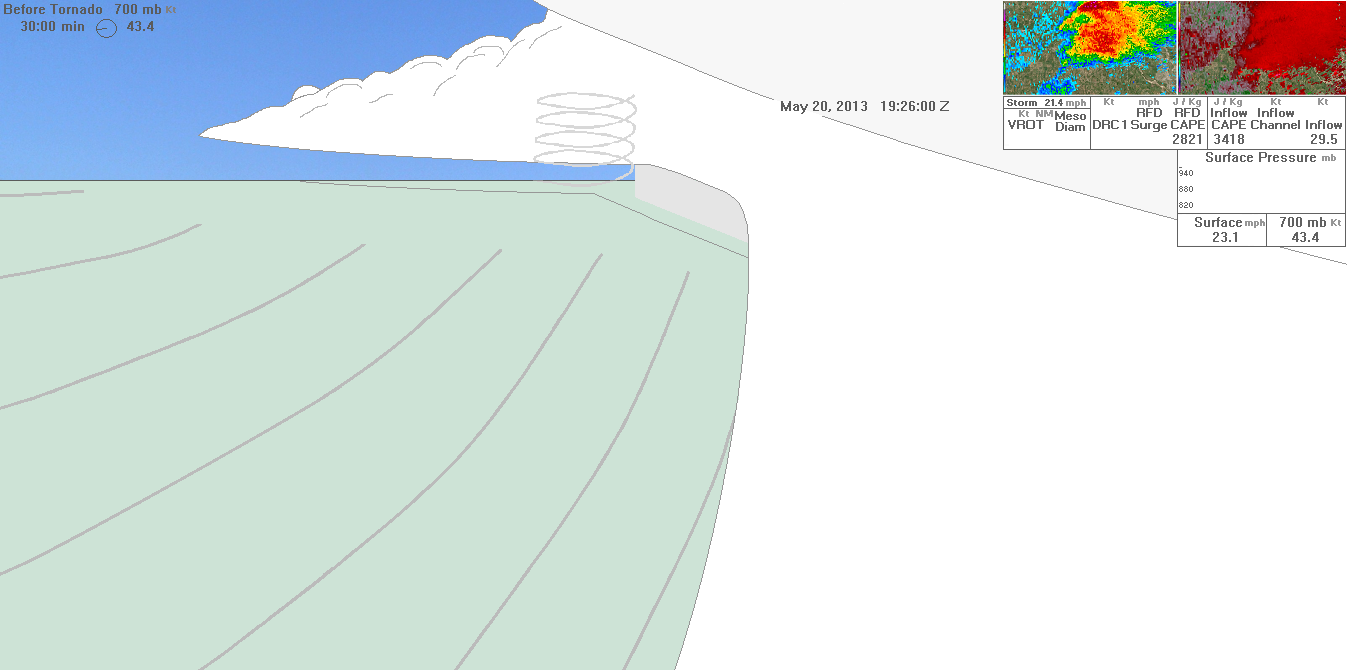 Before Tornado 700 mb Kt
30:00 min 43.4
May 20, 2013 19:26:00 Z
Storm 21.4 mph
Kt NM
VROT Meso Diam
Kt mph J / Kg
RFD RFD
DRC1 Surge CAPE
2821
J / Kg Kt Kt
Inflow Inflow
CAPE Channel Inflow
3418 29.5
Surface Pressure mb
940
880
820
Surface mph 700 mb Kt
23.1 43.4